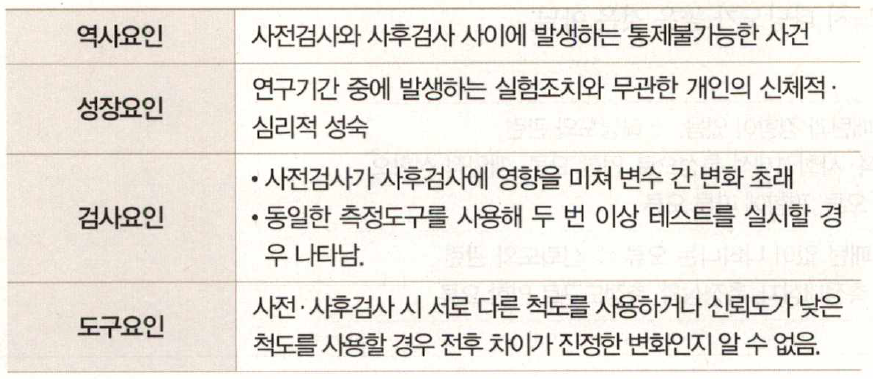 역사요인
사전검사와 사후검사 사이에 발생하는 통제불가능한 사건
성장요인
연구기간 중에 발생하는 실험조치와 무관한 개인의 신체적·
심리적 성숙
검사요인
• 사전검사가 사후검사에 영향을 미쳐 변수 간 변화 초래
• 동일한 측정도구를 사용해 두 번 이상 테스트를 실시할 경
우 나타남.
도구요인
사전·사후검사 시 서로 다른 척도를 사용하거나 신뢰도가 낮은
척도를 사용할 경우 전후 차이가 진정한 변화인지 알 수 없음.